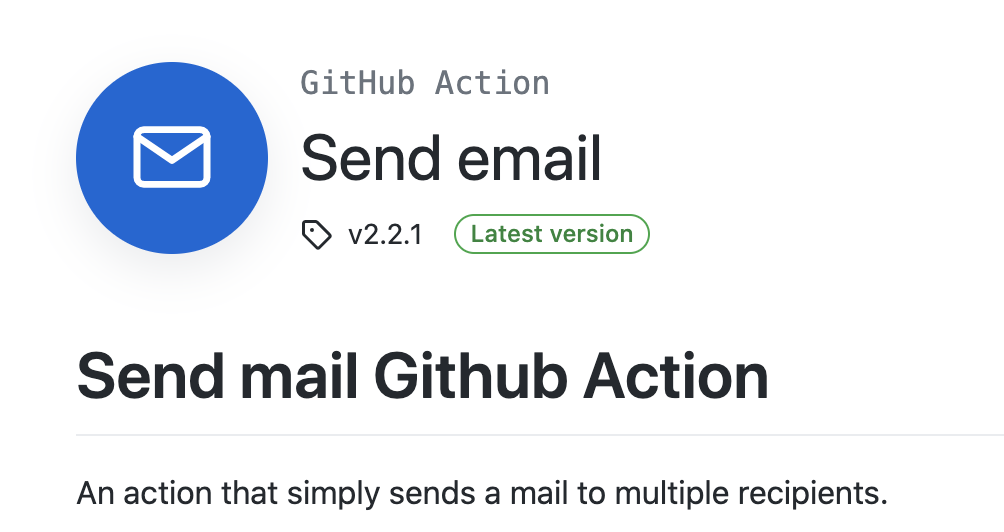 GitHub Action
Send email
v2.2.1 Latest version
Send mail Github Action
An action that simply sends a mail to multiple recipients.